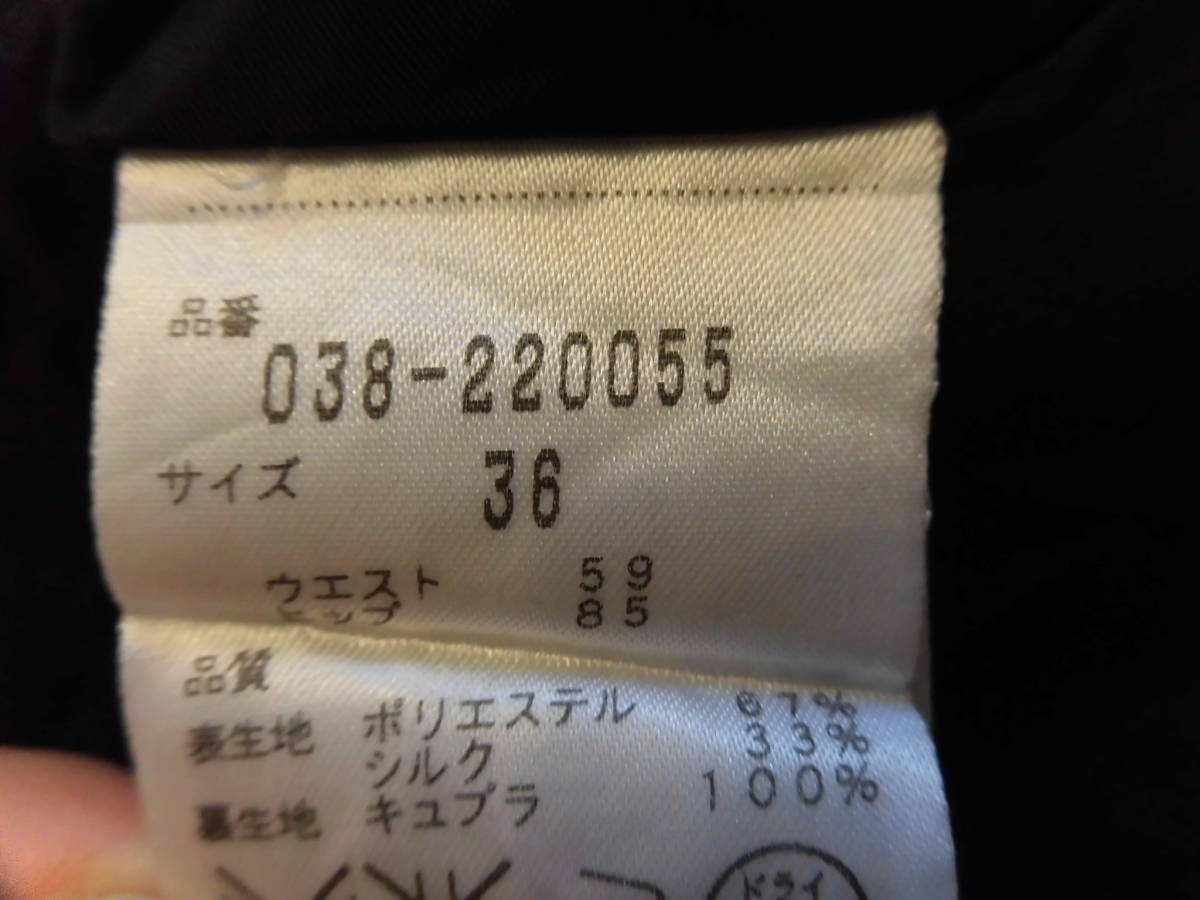 品番
038-220055
サイズ 36
ウエスト 59
ヒップ 85
品質
表生地 ポリエステル 67%
シルク 33%
裏生地 キュプラ 100%
ドライ